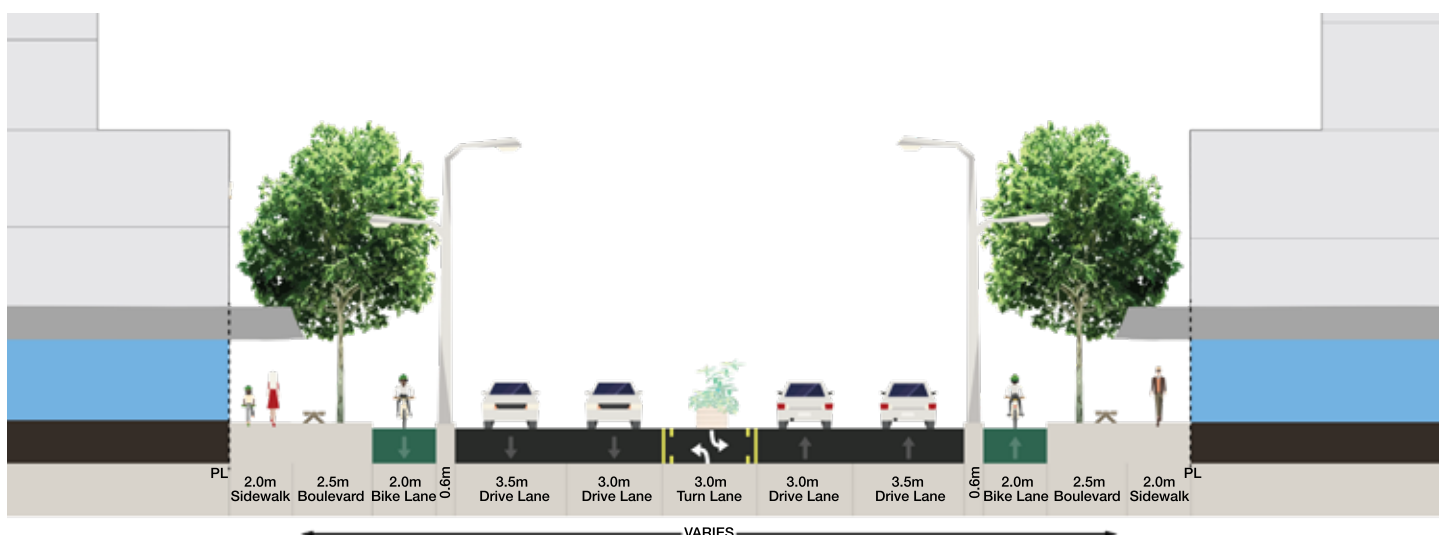 PL
2.0m
Sidewalk
2.5m
Boulevard
2.0m
Bike Lane
0.6m
3.5m
Drive Lane
3.0m
Drive Lane
3.0m
Turn Lane
3.0m
Drive Lane
3.5m
Drive Lane
0.6m
2.0m
Bike Lane
2.5m
Boulevard
2.0m
Sidewalk
PL
VARIES